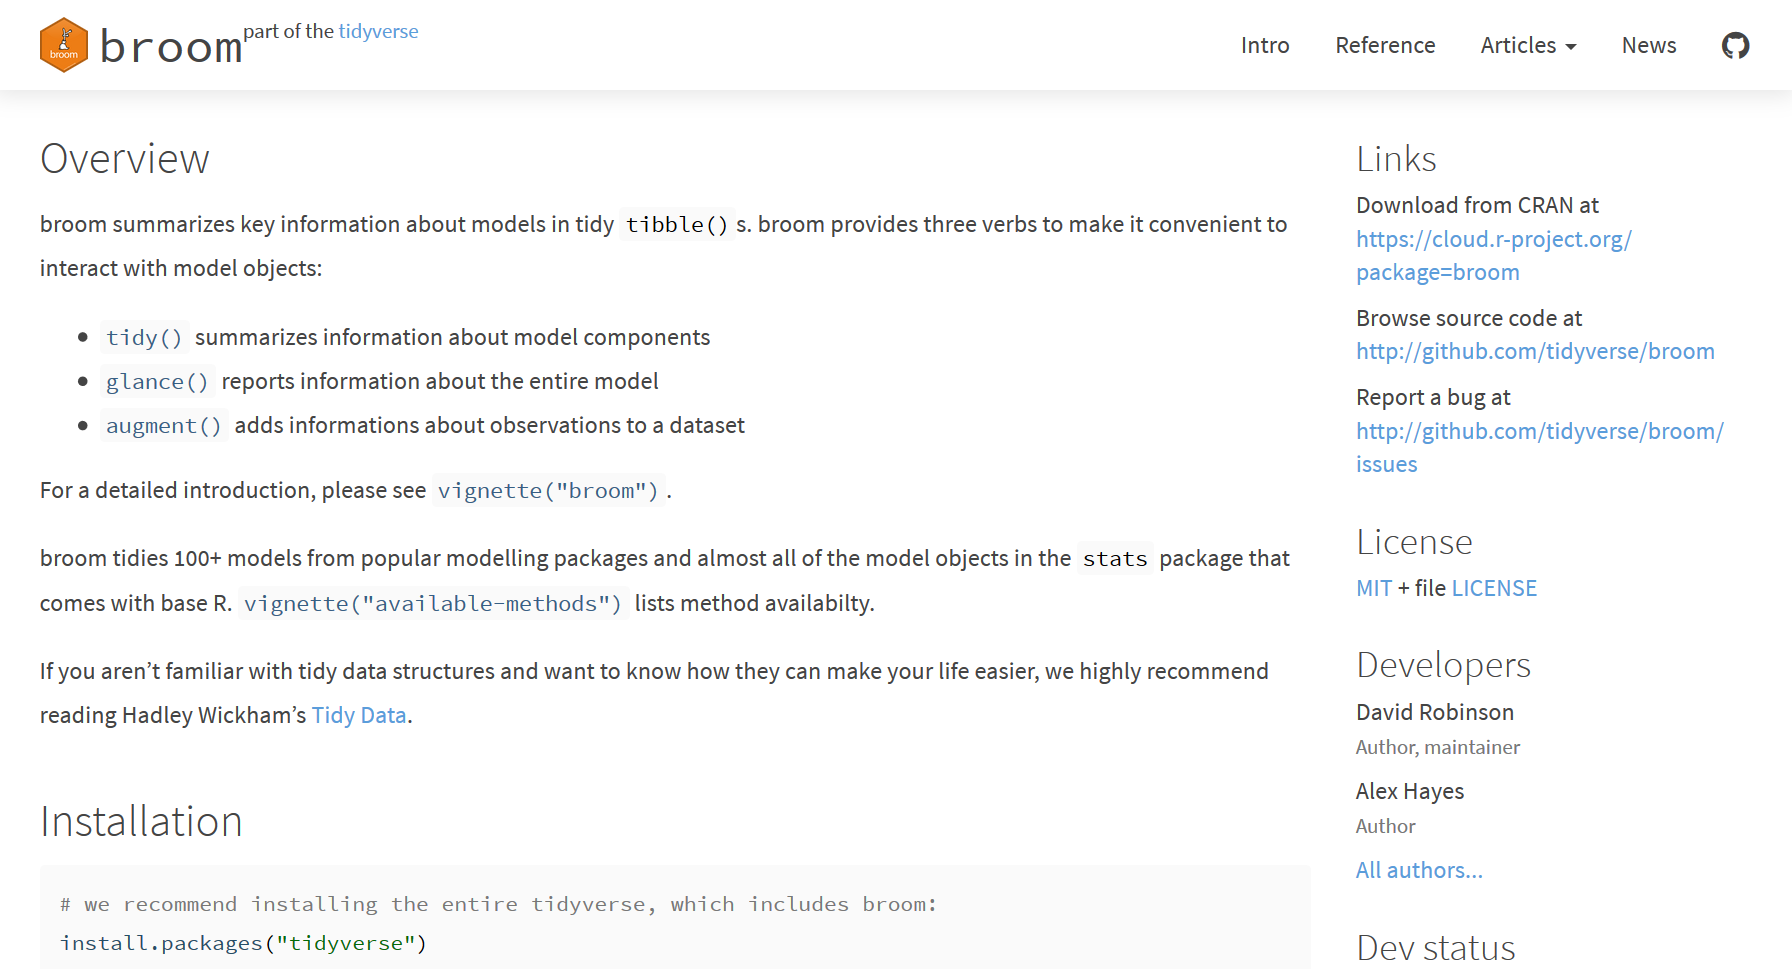 broom
broom
part of the tidyverse
Intro
Reference
Articles
News
Overview
broom summarizes key information about models in tidy tibble() s. broom provides three verbs to make it convenient to
interact with model objects:
• tidy() summarizes information about model components
• glance() reports information about the entire model
• augment() adds informations about observations to a dataset
For a detailed introduction, please see vignette("broom") .
broom tidies 100+ models from popular modelling packages and almost all of the model objects in the stats package that
comes with base R. vignette("available-methods") lists method availabilty.
If you aren’t familiar with tidy data structures and want to know how they can make your life easier, we highly recommend
reading Hadley Wickham’s Tidy Data.
Installation
# we recommend installing the entire tidyverse, which includes broom:
install.packages("tidyverse")
Links
Download from CRAN at
https://cloud.r-project.org/
package=broom
Browse source code at
http://github.com/tidyverse/broom
Report a bug at
http://github.com/tidyverse/broom/
issues
License
MIT + file LICENSE
Developers
David Robinson
Author, maintainer
Alex Hayes
Author
All authors...
Dev status